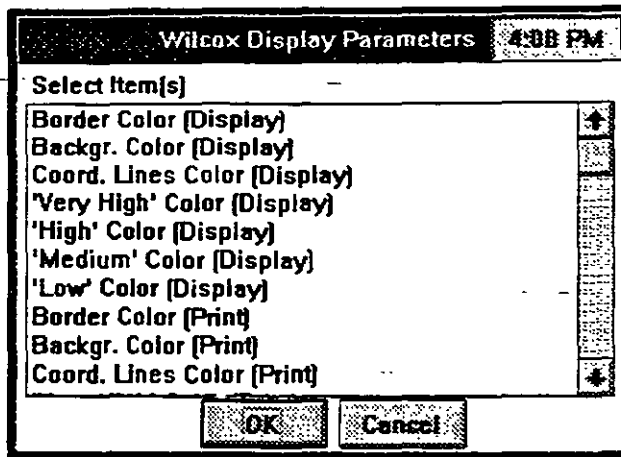 Wilcox Display Parameters 4:08 PM
Select Item(s)
Border Color (Display)
Backgr. Color (Display)
Coord. Lines Color (Display)
'Very High' Color (Display)
'High' Color (Display)
'Medium' Color (Display)
'Low' Color (Display)
Border Color (Print)
Backgr. Color (Print)
Coord. Lines Color (Print)
OK Cancel